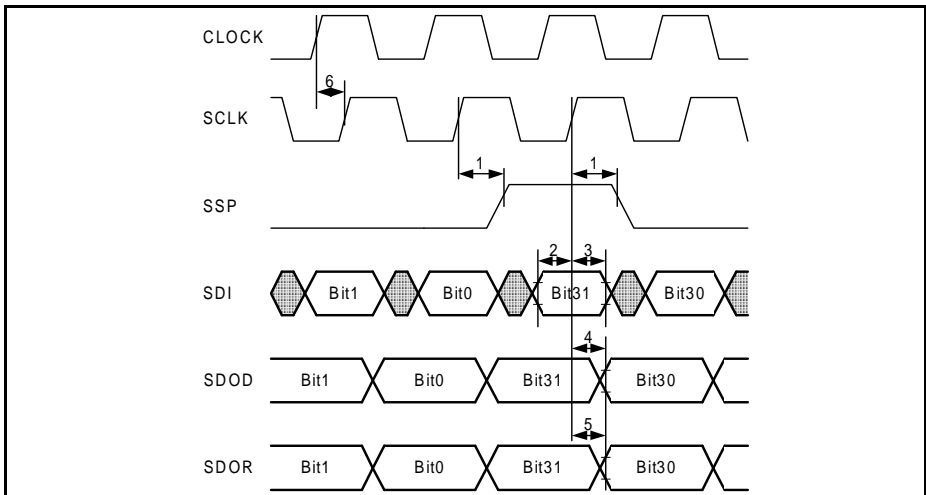 CLOCK
6
SCLK
1 1
SSP
2 3
SDI Bit1 Bit0 Bit31 Bit30
4
SDOD Bit1 Bit0 Bit31 Bit30
5
SDOR Bit1 Bit0 Bit31 Bit30